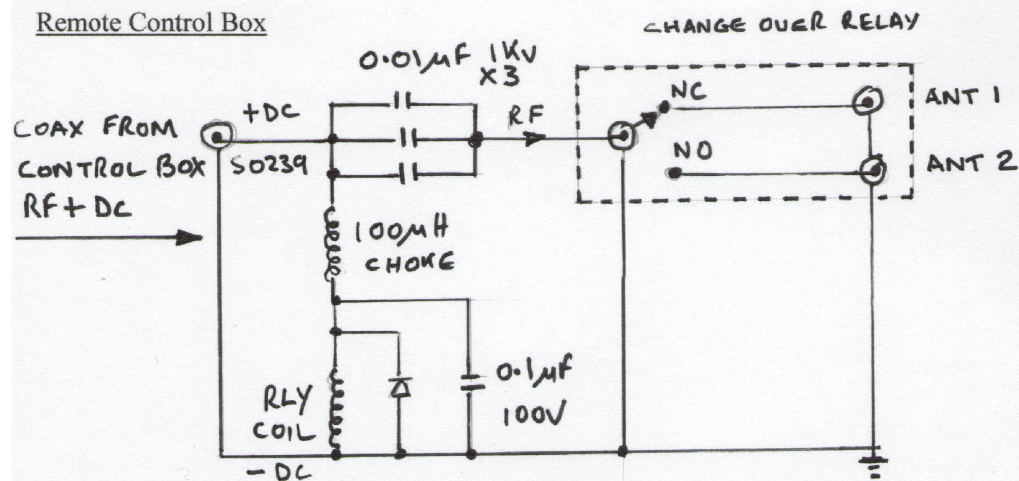 Remote Control Box
CHANGE OVER RELAY
0.01µF 1KV
X3
+DC
RF
NC
ANT 1
COAX FROM
CONTROL BOX
RF + DC
SO239
NO
ANT 2
100µH
CHOKE
RLY
COIL
0.1µF
100V
- DC